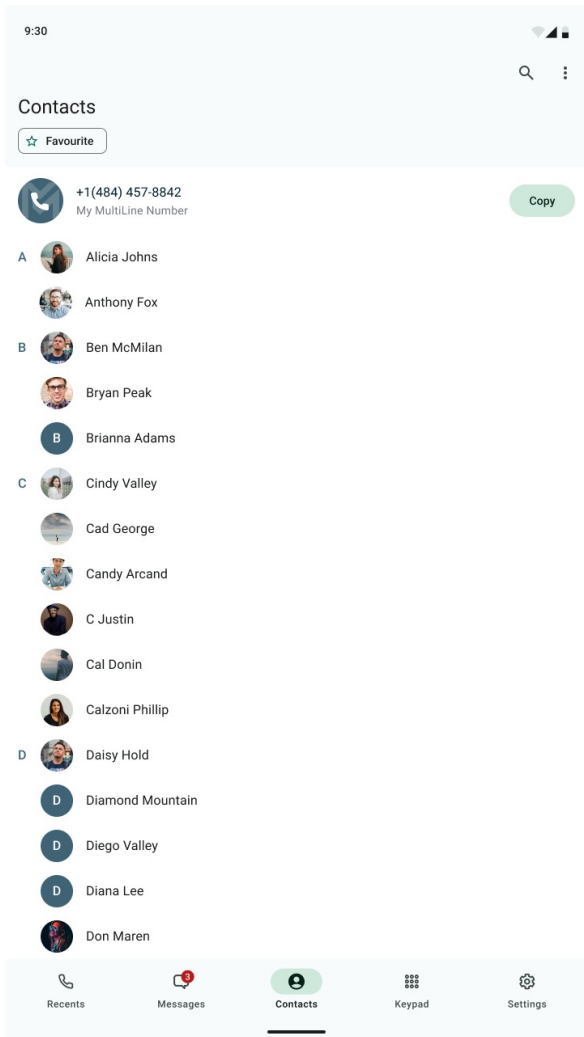 9:30
Contacts
Favourite
+1(484) 457-8842
My MultiLine Number
Copy
A
Alicia Johns
Anthony Fox
B
Ben McMilan
Bryan Peak
B
Brianna Adams
C
Cindy Valley
Cad George
Candy Arcand
C Justin
Cal Donin
Calzoni Phillip
D
Daisy Hold
D
Diamond Mountain
D
Diego Valley
D
Diana Lee
Don Maren
3
Recents
Messages
Contacts
Keypad
Settings